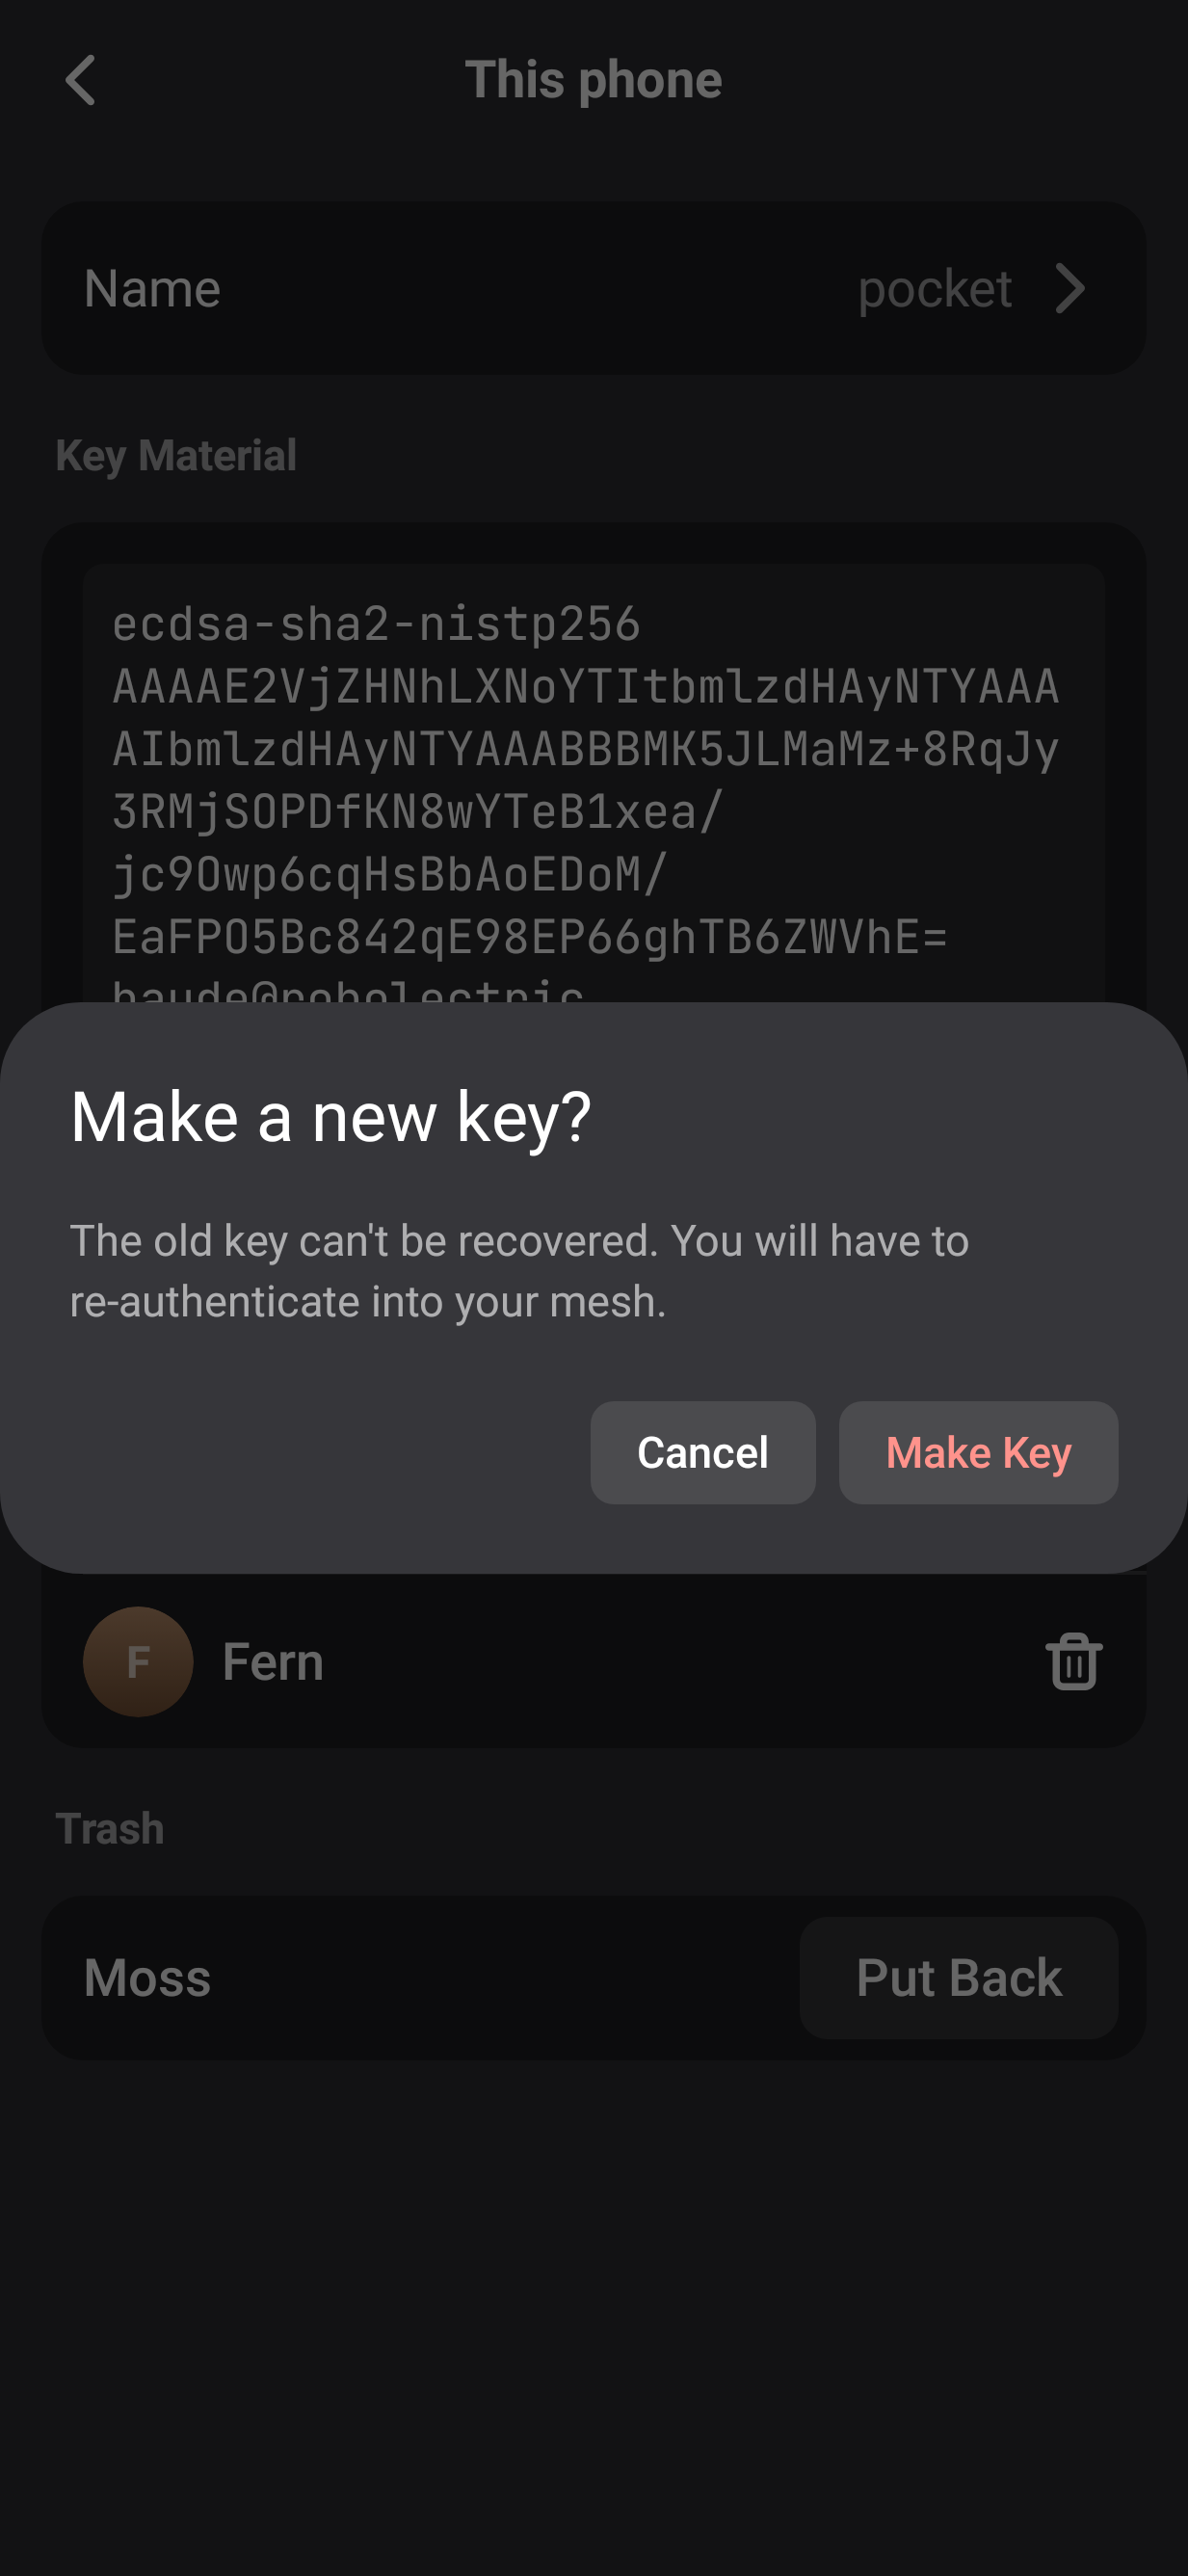 This phone
Name
pocket
Key Material
ecdsa-sha2-nistp256
AAAAE2VjZHNhLXNoYTItbmlzdHAyNTYAAA
AIbmlzdHAyNTYAAABBBMK5JLMaMz+8RqJy
3RMjSOPDfKN8wYTeB1xea/
jc9Owp6cqHsBbAoEDoM/
EaFPO5Bc842qE98EP66ghTB6ZWVhE=
Make a new key?
The old key can't be recovered. You will have to
re-authenticate into your mesh.
Cancel
Make Key
F
Fern
Trash
Moss
Put Back